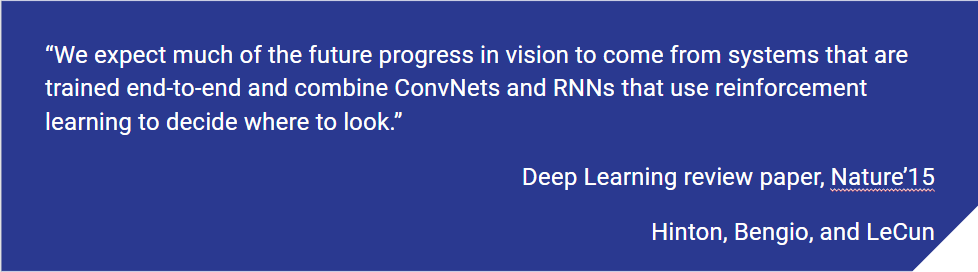 “We expect much of the future progress in vision to come from systems that are
trained end-to-end and combine ConvNets and RNNs that use reinforcement
learning to decide where to look.”
Deep Learning review paper, Nature’15
Hinton, Bengio, and LeCun